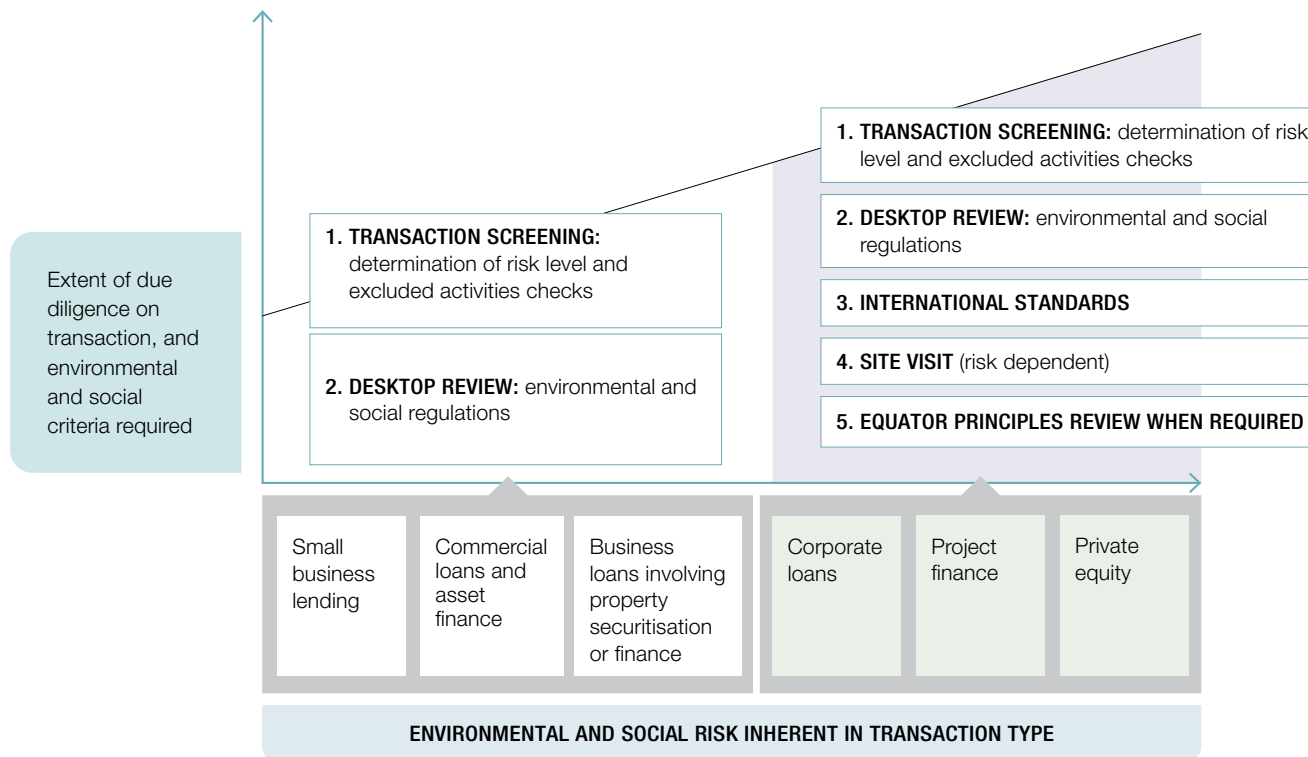 Extent of due
diligence on
transaction, and
environmental
and social
criteria required
1. TRANSACTION SCREENING:
determination of risk level and
excluded activities checks
2. DESKTOP REVIEW: environmental and
social regulations
1. TRANSACTION SCREENING: determination of risk
level and excluded activities checks
2. DESKTOP REVIEW: environmental and social
regulations
3. INTERNATIONAL STANDARDS
4. SITE VISIT (risk dependent)
5. EQUATOR PRINCIPLES REVIEW WHEN REQUIRED
Small
business
lending
Commercial
loans and
asset
finance
Business
loans involving
property
securitisation
or finance
Corporate
loans
Project
finance
Private
equity
ENVIRONMENTAL AND SOCIAL RISK INHERENT IN TRANSACTION TYPE